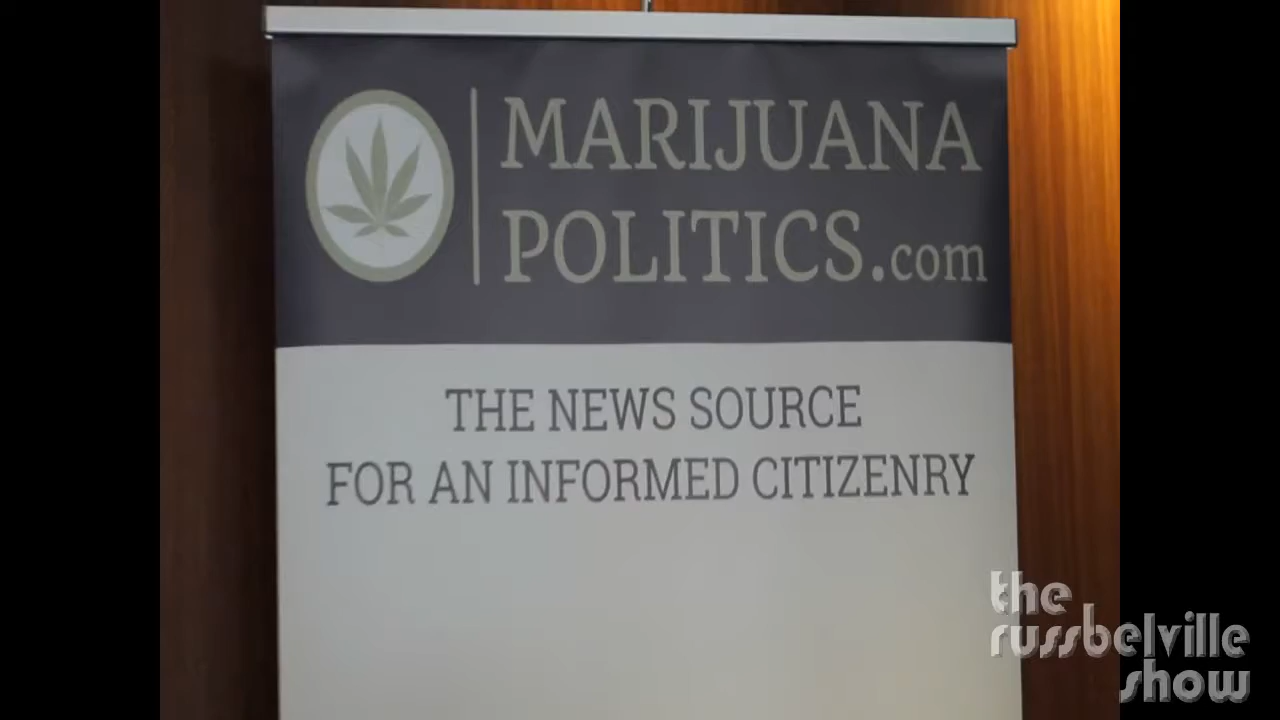 MARIJUANA
POLITICS.com
THE NEWS SOURCE
FOR AN INFORMED CITIZENRY
the
russbelville
show